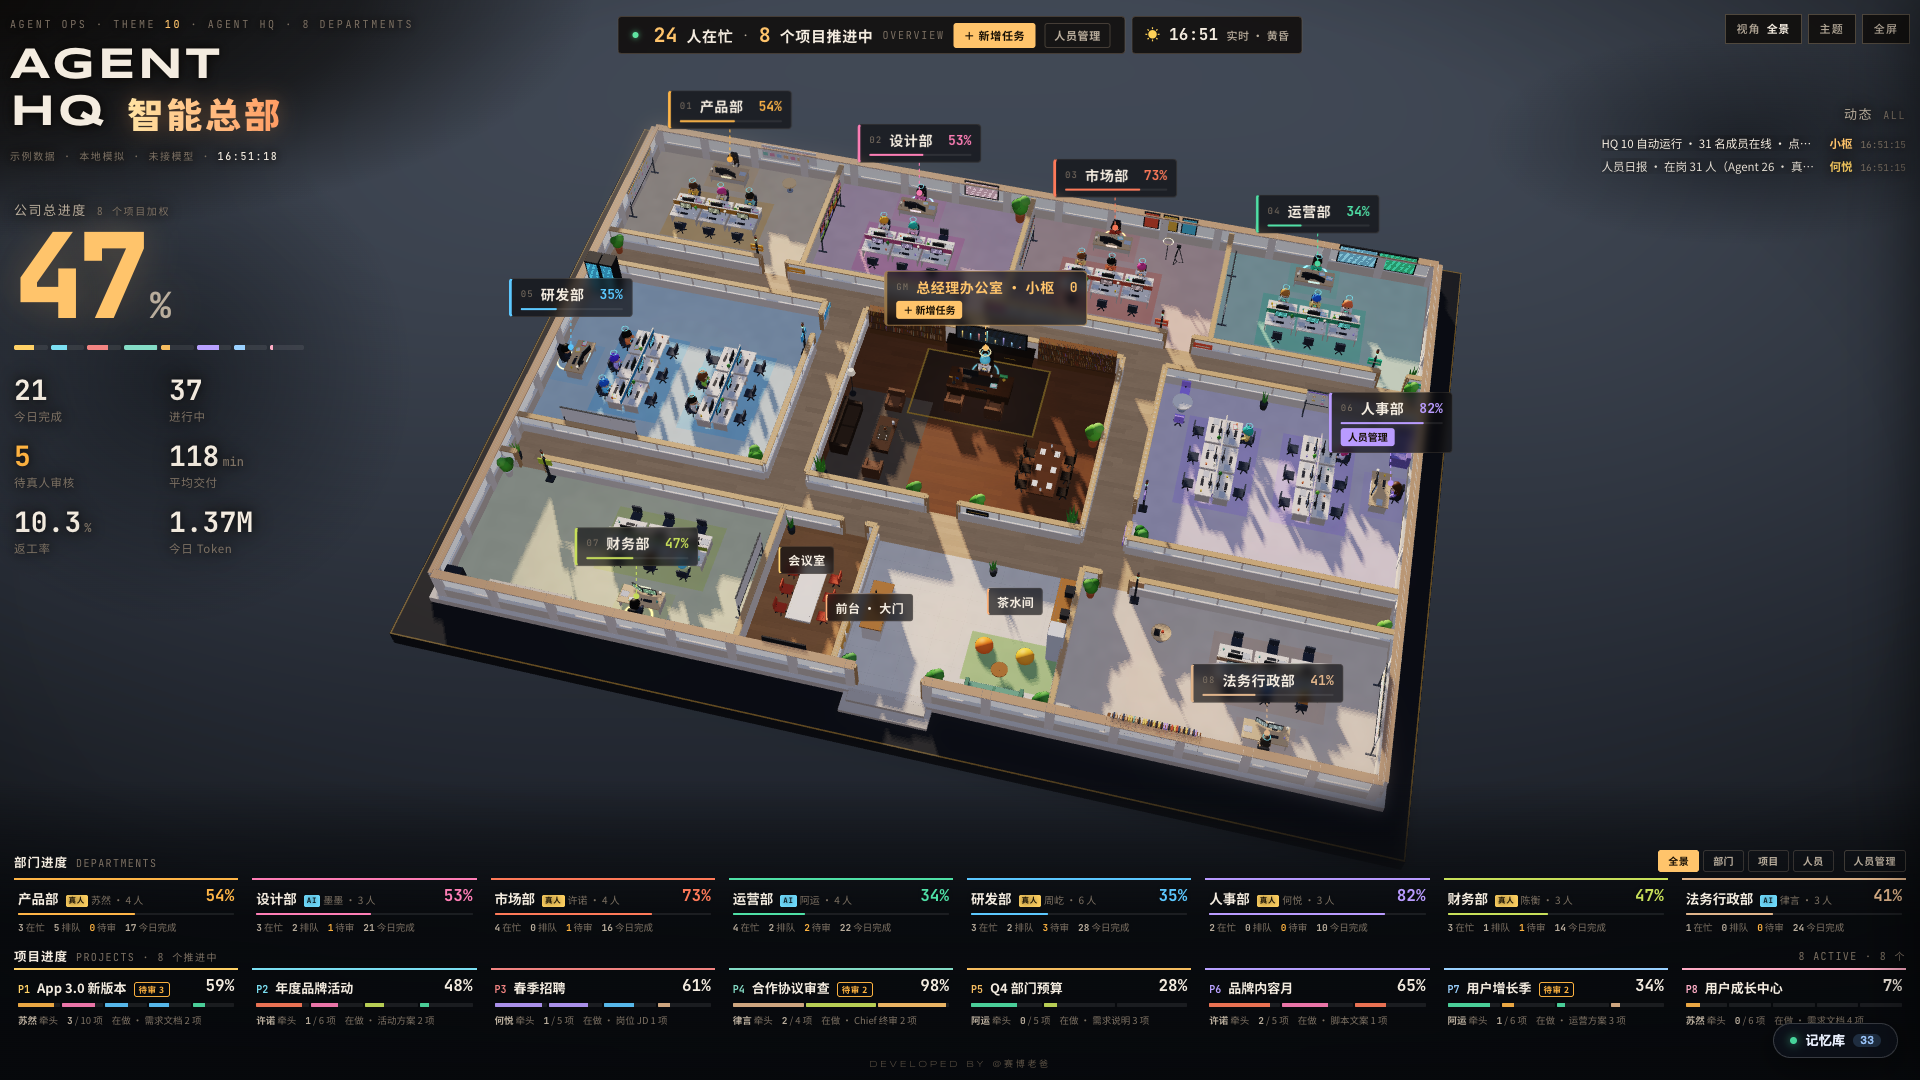 AGENT OPS · THEME 10 · AGENT HQ · 8 DEPARTMENTS
AGENT
HQ 智能总部
示例数据 · 本地模拟 · 未接模型 · 16:51:18
24 人在忙 · 8 个项目推进中 OVERVIEW + 新增任务 人员管理
16:51 实时 · 黄昏
视角 全景 主题 全屏
动态 ALL
HQ 10 自动运行 · 31 名成员在线 · 点… 小枢 16:51:15
人员日报 · 在岗 31 人（Agent 26 · 真… 何悦 16:51:15
公司总进度 8 个项目加权
47%
21 今日完成
37 进行中
5 待真人审核
118 min 平均交付
10.3% 返工率
1.37M 今日 Token
01 产品部 54%
02 设计部 53%
03 市场部 73%
04 运营部 34%
05 研发部 35%
GM 总经理办公室 · 小枢 0
+ 新增任务
06 人事部 82%
人员管理
07 财务部 47%
会议室
前台 · 大门
茶水间
08 法务行政部 41%
部门进度 DEPARTMENTS
全景 部门 项目 人员 人员管理
产品部 真人 苏然 · 4 人 54%
3 在忙 5 排队 0 待审 17 今日完成
设计部 AI 墨墨 · 3 人 53%
3 在忙 2 排队 1 待审 21 今日完成
市场部 真人 许诺 · 4 人 73%
4 在忙 0 排队 1 待审 16 今日完成
运营部 AI 阿运 · 4 人 34%
4 在忙 2 排队 2 待审 22 今日完成
研发部 真人 周屹 · 6 人 35%
3 在忙 2 排队 3 待审 28 今日完成
人事部 真人 何悦 · 3 人 82%
2 在忙 0 排队 0 待审 10 今日完成
财务部 真人 陈衡 · 3 人 47%
3 在忙 1 排队 1 待审 14 今日完成
法务行政部 AI 律言 · 3 人 41%
1 在忙 0 排队 0 待审 24 今日完成
项目进度 PROJECTS · 8 个推进中
8 ACTIVE · 8 个
P1 App 3.0 新版本 待审 3 59%
苏然 牵头 3 / 10 项 在做 · 需求文档 2 项
P2 年度品牌活动 48%
许诺 牵头 1 / 6 项 在做 · 活动方案 2 项
P3 春季招聘 61%
何悦 牵头 1 / 5 项 在做 · 岗位 JD 1 项
P4 合作协议审查 待审 2 98%
律言 牵头 2 / 4 项 在做 · Chief 终审 2 项
P5 Q4 部门预算 28%
阿运 牵头 0 / 5 项 在做 · 需求说明 3 项
P6 品牌内容月 65%
许诺 牵头 2 / 5 项 在做 · 脚本文案 1 项
P7 用户增长季 待审 2 34%
阿运 牵头 1 / 6 项 在做 · 运营方案 3 项
P8 用户成长中心 7%
苏然 牵头 0 / 6 项 在做 · 需求文档 4 项
记忆库 33
DEVELOPED BY @赛博老爸